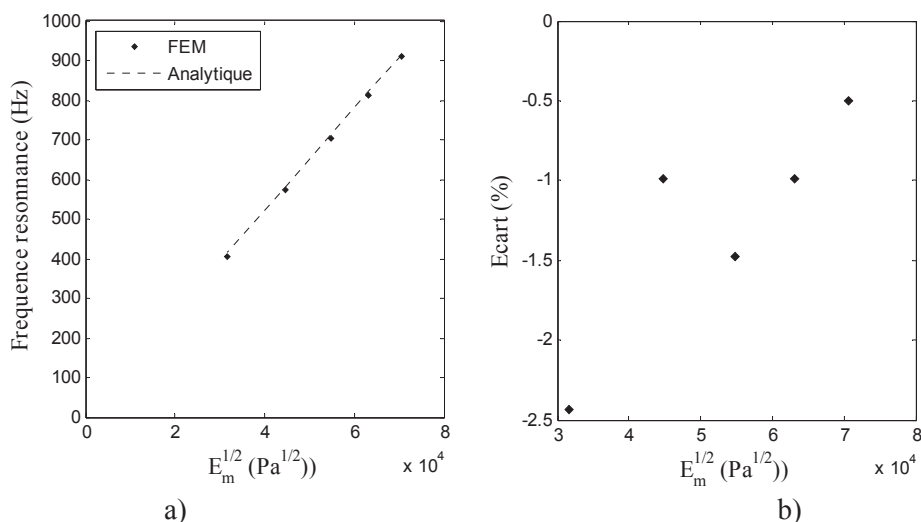 1000
900
800
700
600
500
400
300
200
100
0
Frequence resonnance (Hz)
FEM
Analytique
0 2 4 6 8
x 10^4
E_m^{1/2} (Pa^{1/2}))
a)
0
-0.5
-1
-1.5
-2
-2.5
Ecart (%)
3 4 5 6 7 8
x 10^4
E_m^{1/2} (Pa^{1/2}))
b)